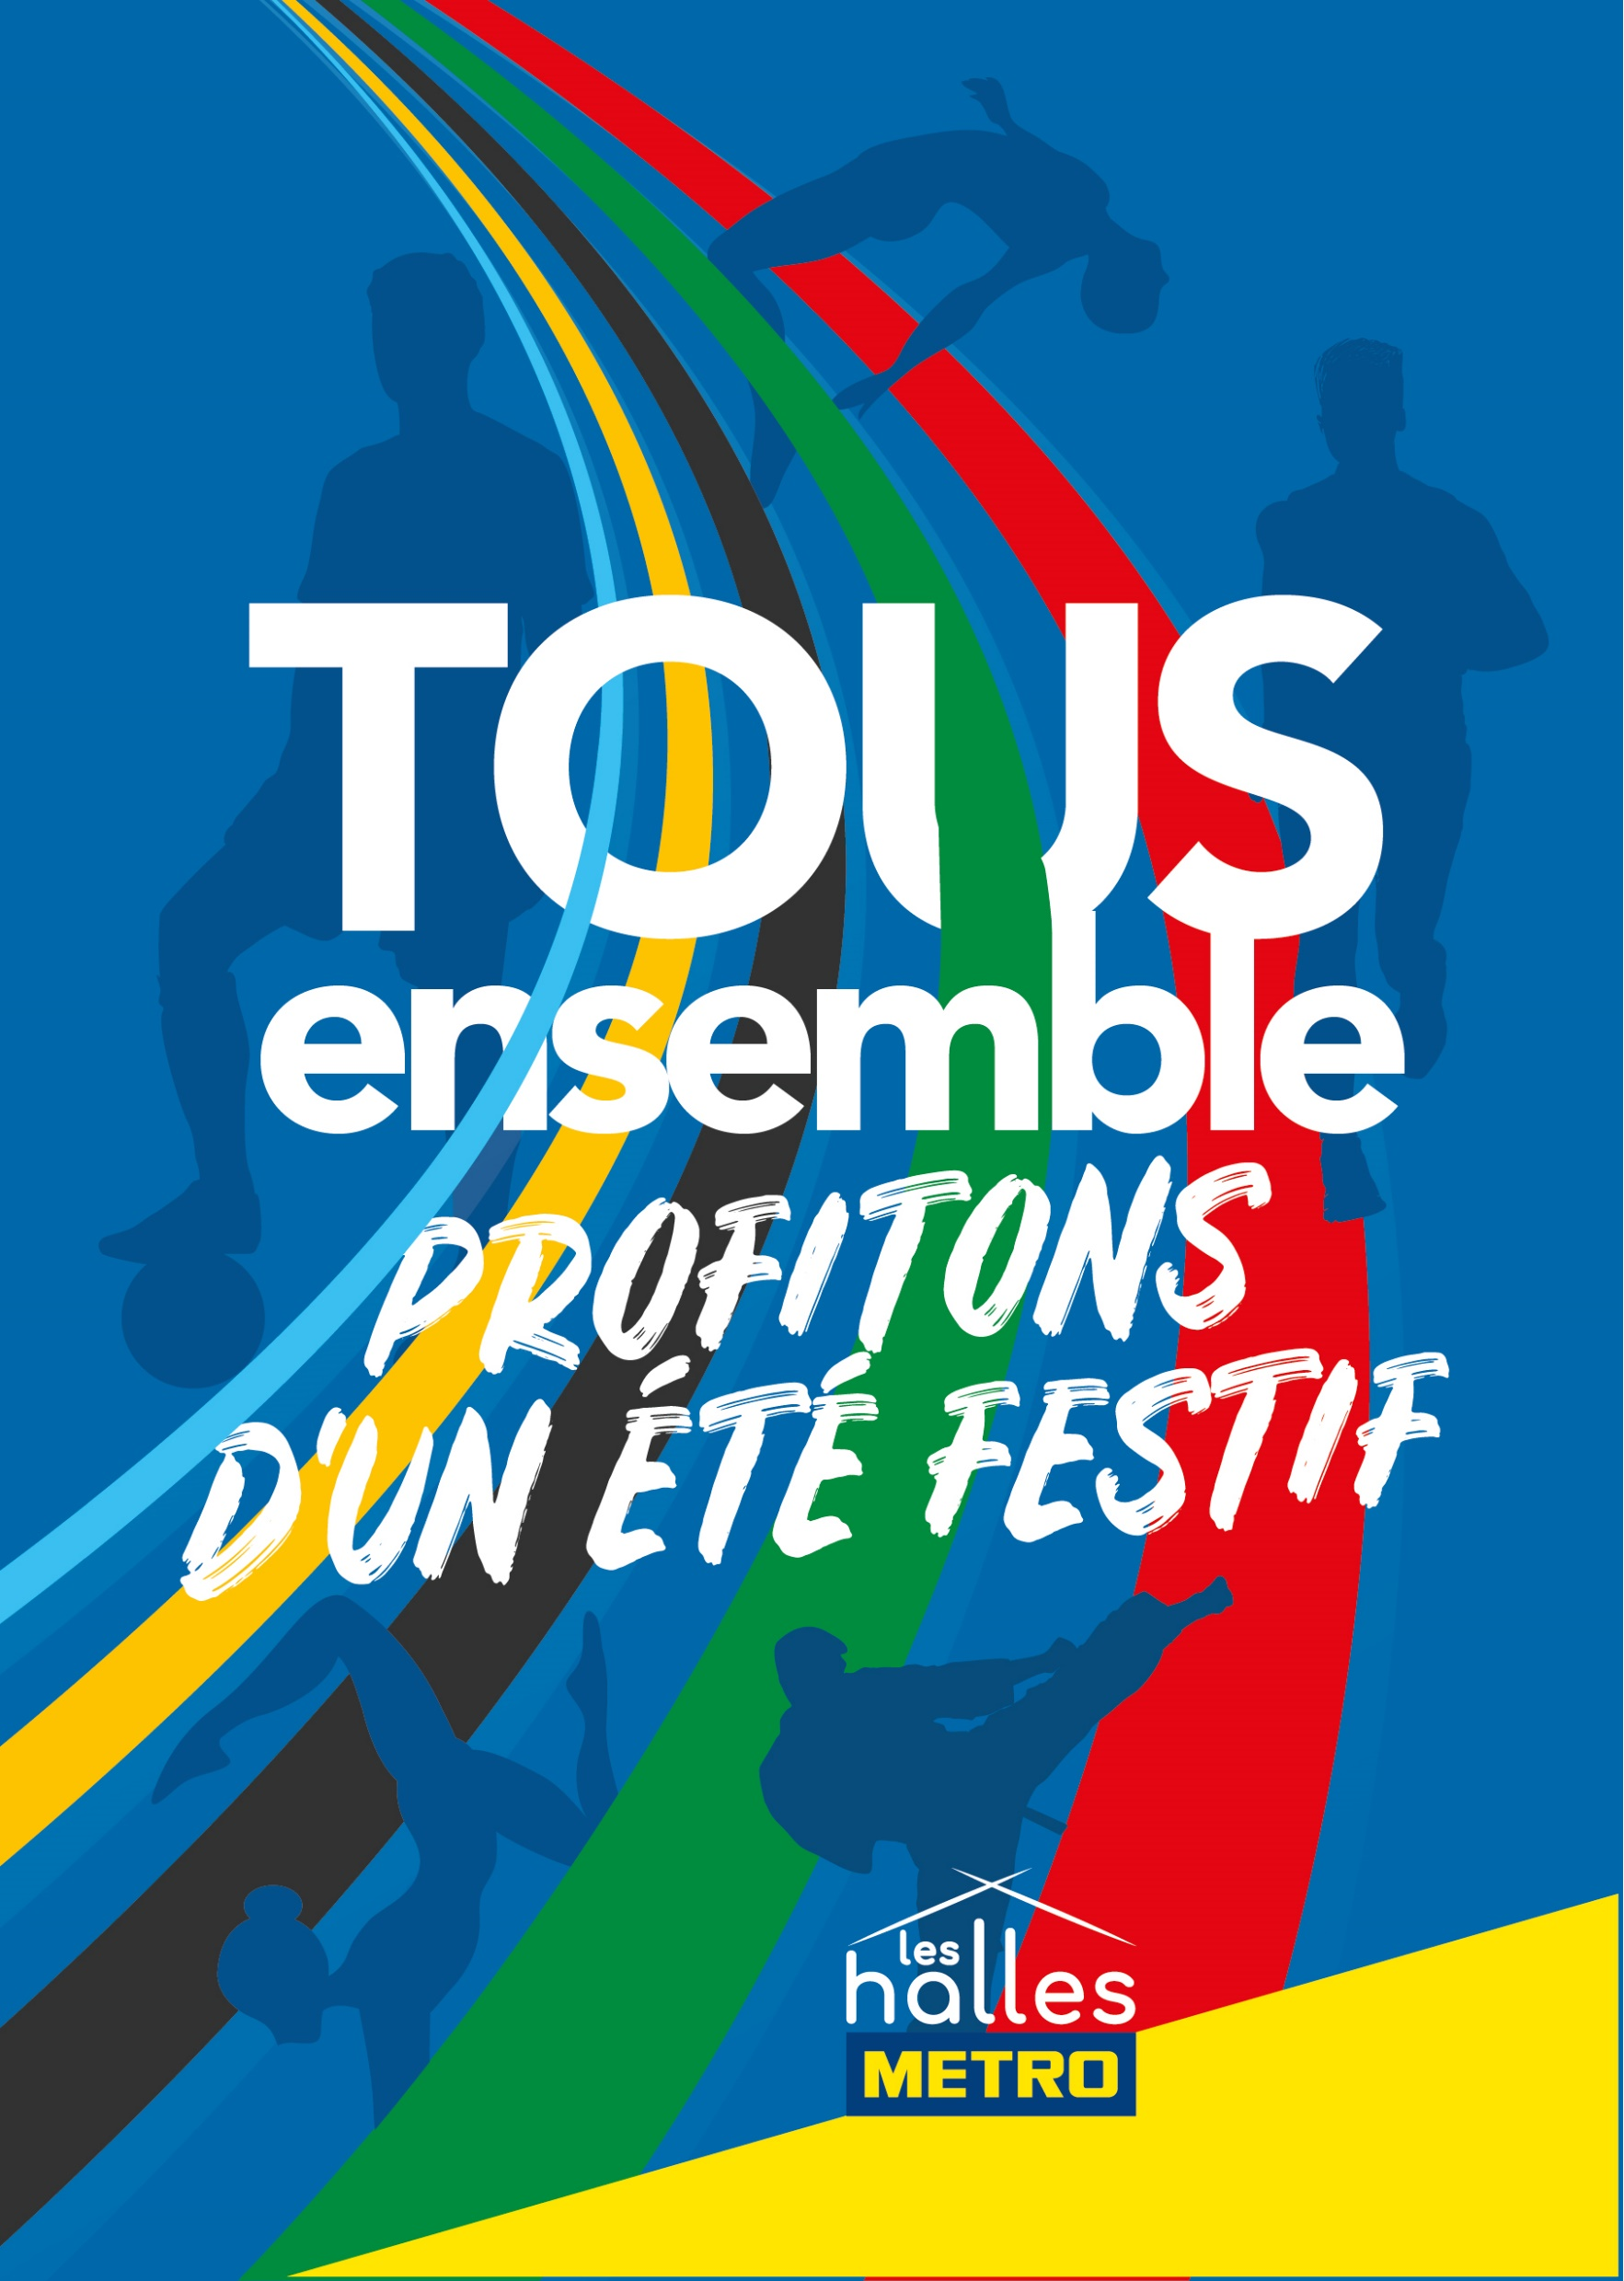 TOUS
ensemble
PROFITONS
D'UN ÉTÉ FESTIF
les
halles
METRO